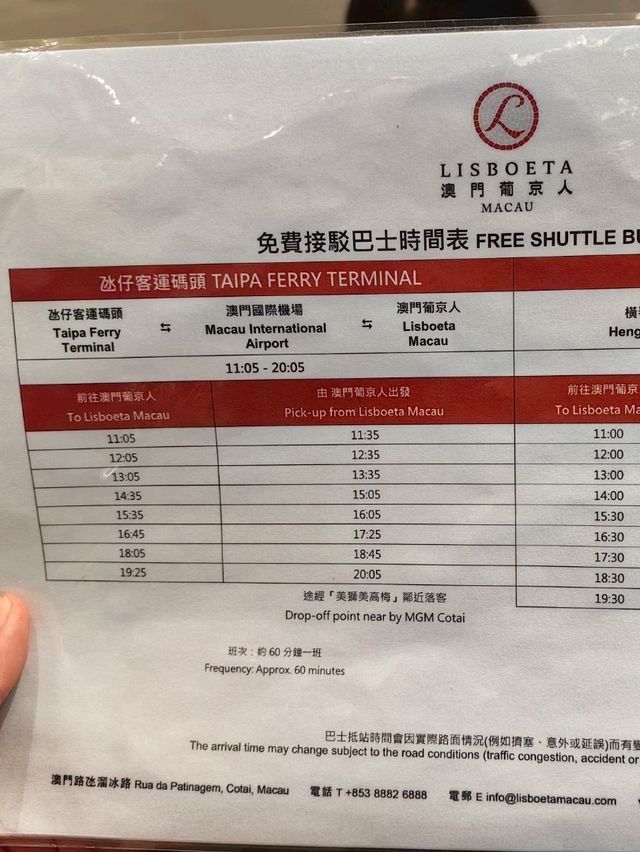 LISBOETA
澳門葡京人
MACAU
免費接駁巴士時間表 FREE SHUTTLE
氹仔客運碼頭 TAIPA FERRY TERMINAL
氹仔客運碼頭 ⇆ 澳門國際機場 ⇆ 澳門葡京人
Taipa Ferry Terminal Macau International Airport Lisboeta Macau
11:05 - 20:05
前往澳門葡京人 由 澳門葡京人出發 前往澳門葡京
To Lisboeta Macau Pick-up from Lisboeta Macau To Lisboeta
11:05 11:35 11:00
12:05 12:35 12:00
13:05 13:35 13:00
14:35 15:05 14:00
15:35 16:05 15:30
16:45 17:25 16:30
18:05 18:45 17:30
19:25 20:05 18:30
19:30
途經「美獅美高梅」鄰近落客
Drop-off point near by MGM Cotai
班次：約 60 分鐘一班
Frequency: Approx. 60 minutes
巴士抵站時間會因實際路面情況(例如擠塞、意外或延誤)而有
The arrival time may change subject to the road conditions (traffic congestion, accident or
澳門路氹溜冰路 Rua da Patinagem, Cotai, Macau 電話 T +853 8882 6888 電郵 E info@lisboetamacau.com